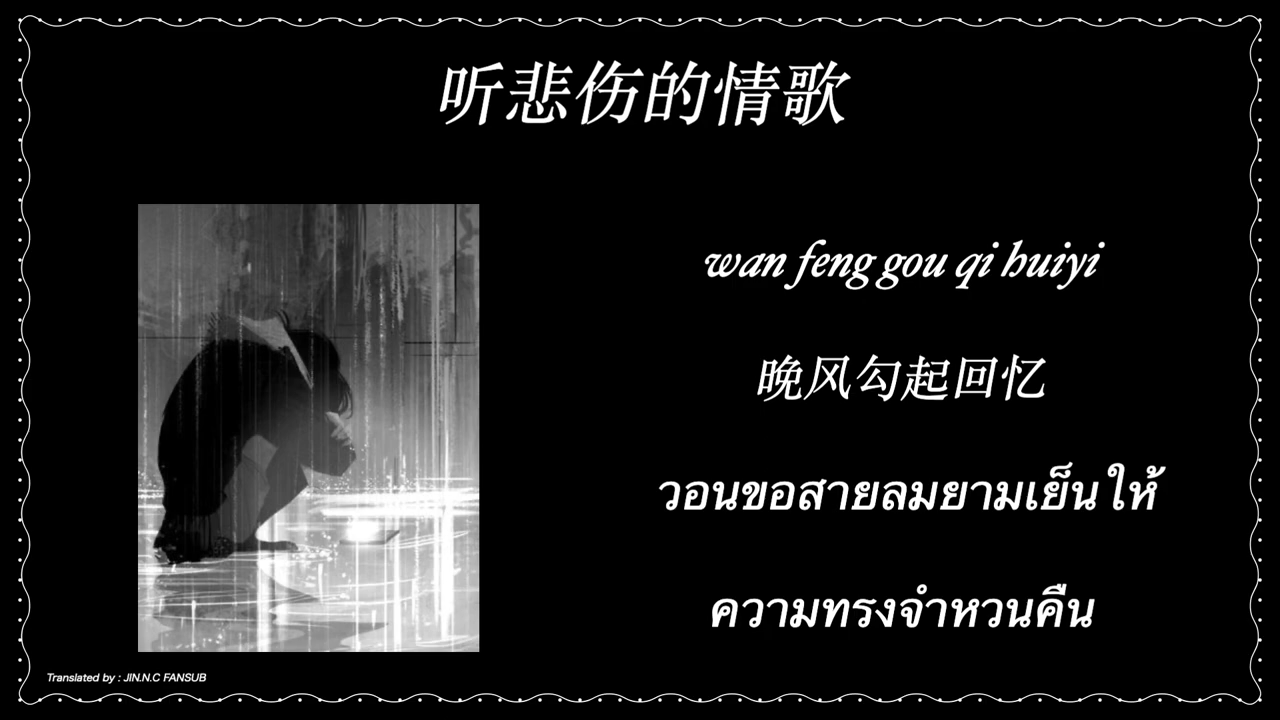 听悲伤的情歌
wan feng gou qi huiyi
晚风勾起回忆
วอนขอสายลมยามเย็นให้
ความทรงจำหวนคืน
Translated by : JIN.N.C FANSUB